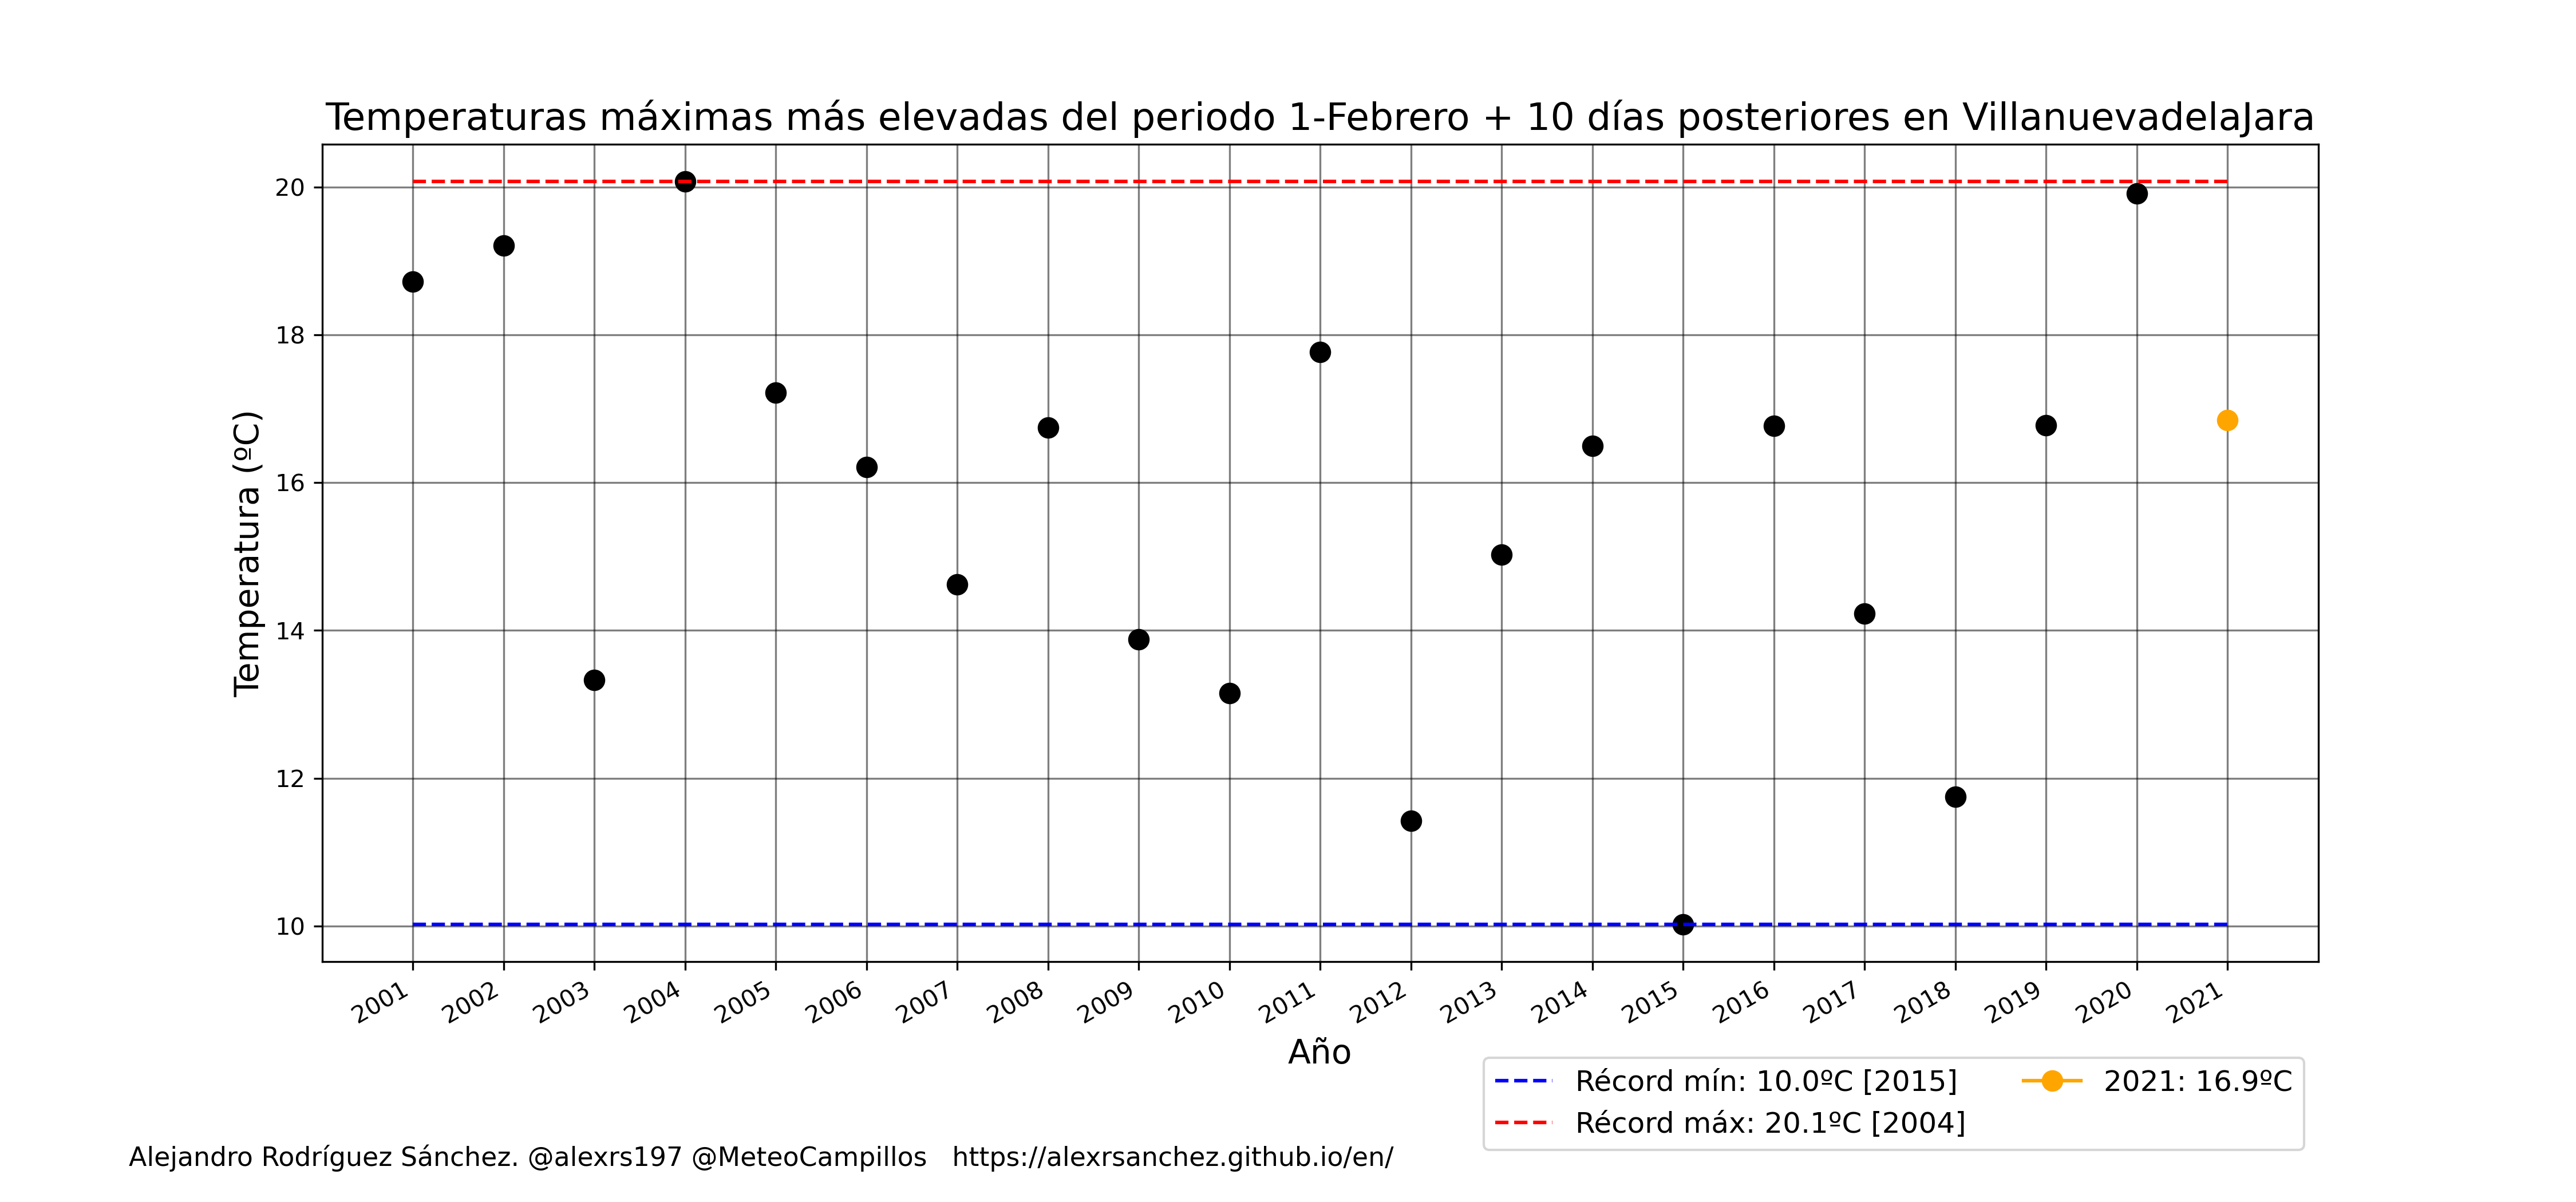 Temperaturas máximas más elevadas del periodo 1-Febrero + 10 días posteriores en VillanuevadelaJara
Temperatura (ºC)
20
18
16
14
12
10
2001 2002 2003 2004 2005 2006 2007 2008 2009 2010 2011 2012 2013 2014 2015 2016 2017 2018 2019 2020 2021
Año
Récord mín: 10.0ºC [2015]
Récord máx: 20.1ºC [2004]
2021: 16.9ºC
Alejandro Rodríguez Sánchez. @alexrs197 @MeteoCampillos https://alexrsanchez.github.io/en/